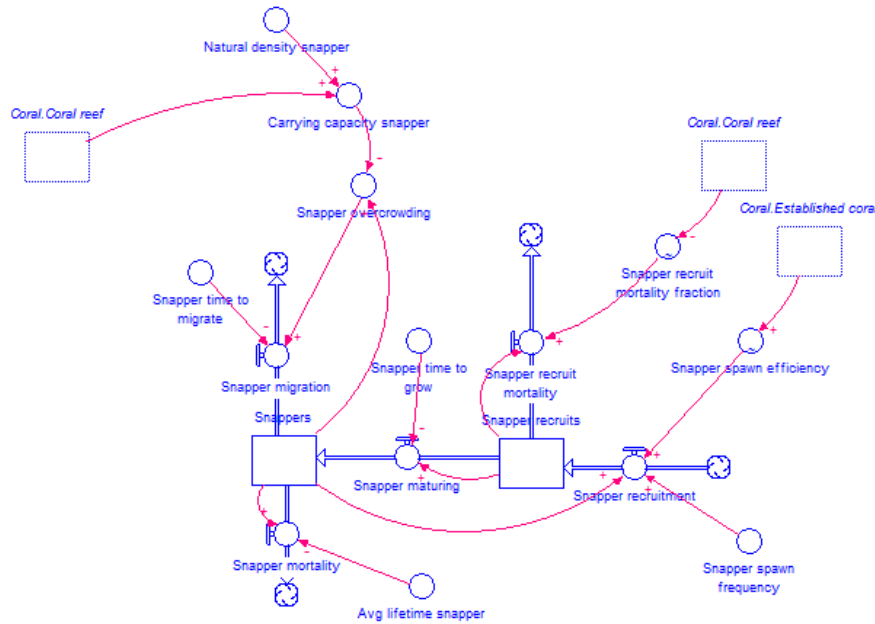 Natural density snapper
Coral.Coral reef
Carrying capacity snapper
Coral.Coral reef
Snapper overcrowding
Coral.Established cora
Snapper time to
migrate
Snapper recruit
mortality fraction
Snapper migration
Snapper time to
grow
Snapper recruit
mortality
Snapper spawn efficiency
Snappers
Snapper recruits
Snapper maturing
Snapper recruitment
Snapper mortality
Avg lifetime snapper
Snapper spawn
frequency